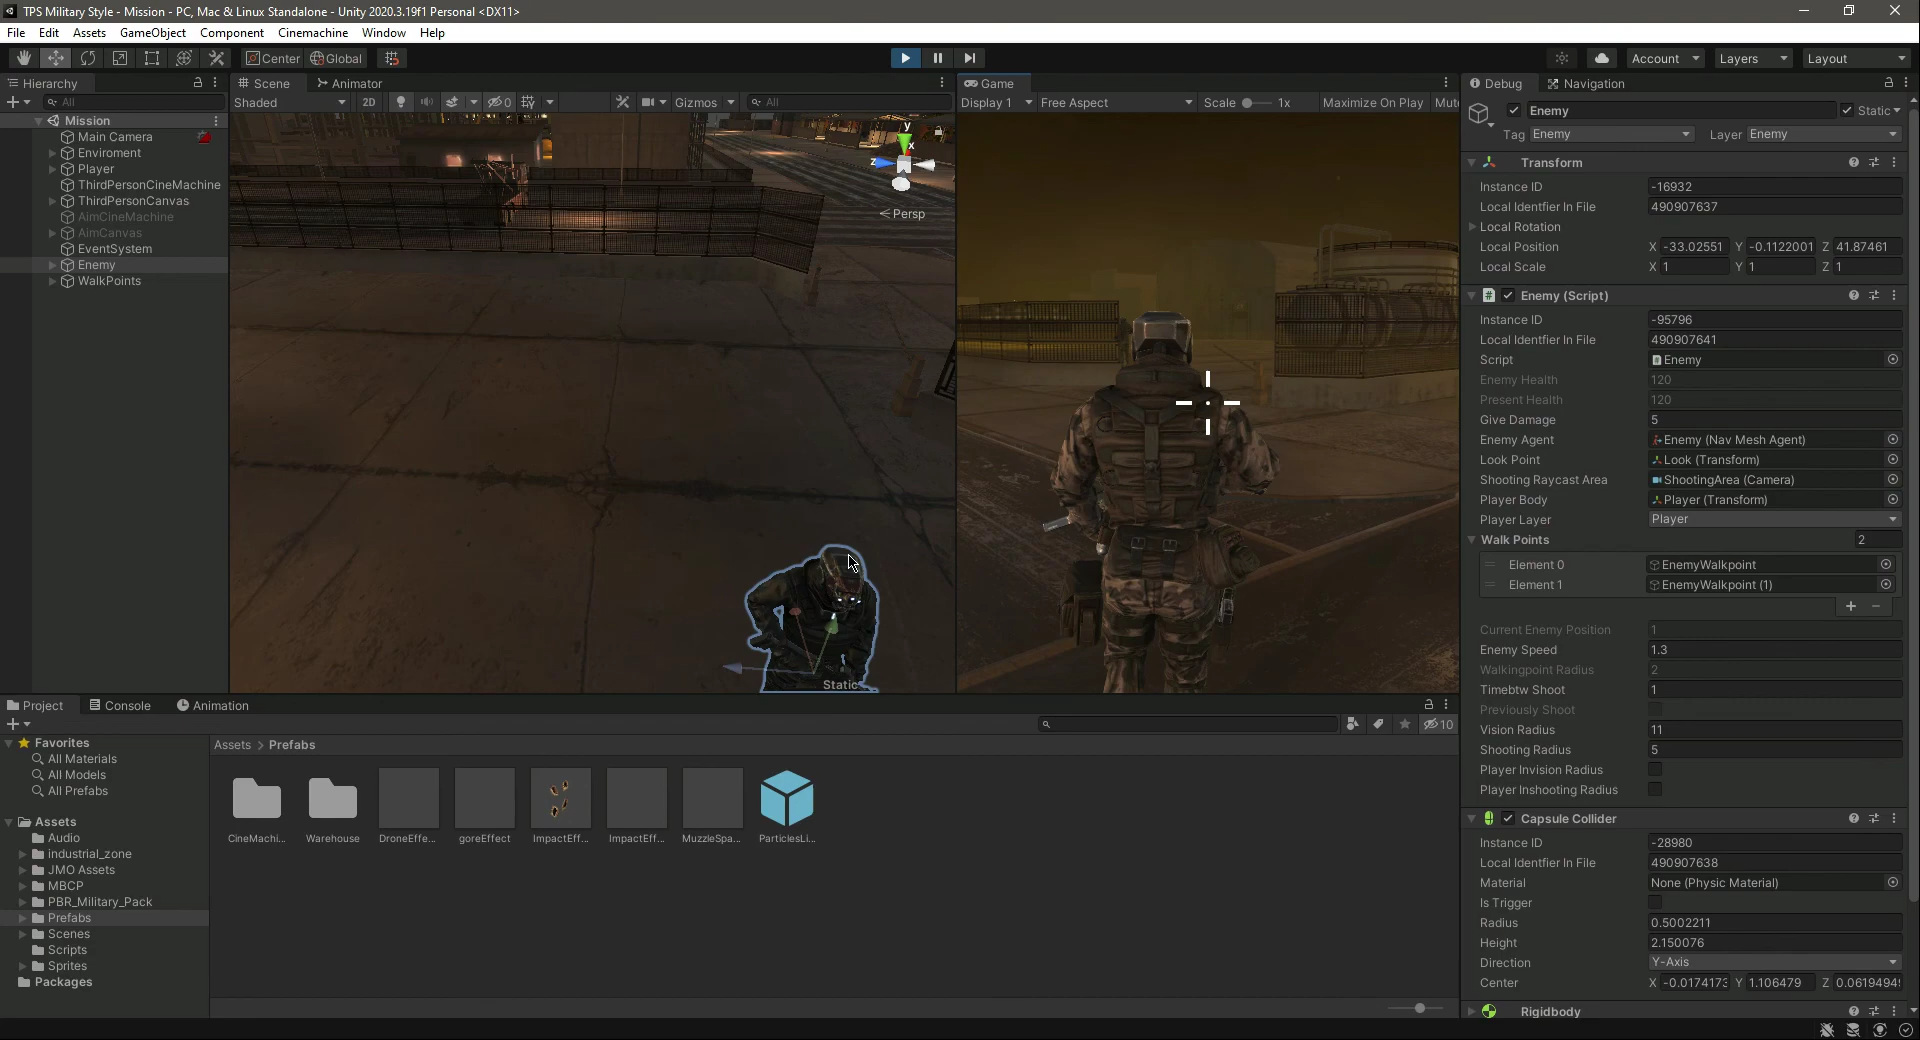 TPS Military Style - Mission - PC, Mac & Linux Standalone - Unity 2020.3.19f1 Personal <DX11>
File Edit Assets GameObject Component Cinemachine Window Help
Center Global Account Layers Layout
Hierarchy
All
Mission
Main Camera
Enviroment
Player
ThirdPersonCineMachine
ThirdPersonCanvas
AimCineMachine
AimCanvas
EventSystem
Enemy
WalkPoints
Scene Animator
Shaded 2D 0 Gizmos All
y
x
z
Persp
Static
Game
Display 1 Free Aspect Scale 1x Maximize On Play Mut
Debug Navigation
Enemy Static
Tag Enemy Layer Enemy
Transform
Instance ID -16932
Local Identfier In File 490907637
Local Rotation
Local Position X -33.02551 Y -0.1122001 Z 41.87461
Local Scale X 1 Y 1 Z 1
Enemy (Script)
Instance ID -95796
Local Identfier In File 490907641
Script Enemy
Enemy Health 120
Present Health 120
Give Damage 5
Enemy Agent Enemy (Nav Mesh Agent)
Look Point Look (Transform)
Shooting Raycast Area ShootingArea (Camera)
Player Body Player (Transform)
Player Layer Player
Walk Points 2
Element 0 EnemyWalkpoint
Element 1 EnemyWalkpoint (1)
Current Enemy Position 1
Enemy Speed 1.3
Walkingpoint Radius 2
Timebtw Shoot 1
Previously Shoot
Vision Radius 11
Shooting Radius 5
Player Invision Radius
Player Inshooting Radius
Capsule Collider
Instance ID -28980
Local Identfier In File 490907638
Material None (Physic Material)
Is Trigger
Radius 0.5002211
Height 2.150076
Direction Y-Axis
Center X -0.0174173 Y 1.106479 Z 0.0619494
Rigidbody
Project Console Animation
10
Favorites
All Materials
All Models
All Prefabs
Assets
Audio
industrial_zone
JMO Assets
MBCP
PBR_Military_Pack
Prefabs
Scenes
Scripts
Sprites
Packages
Assets > Prefabs
CineMachi... Warehouse DroneEffe... goreEffect ImpactEff... ImpactEff... MuzzleSpa... ParticlesLi...